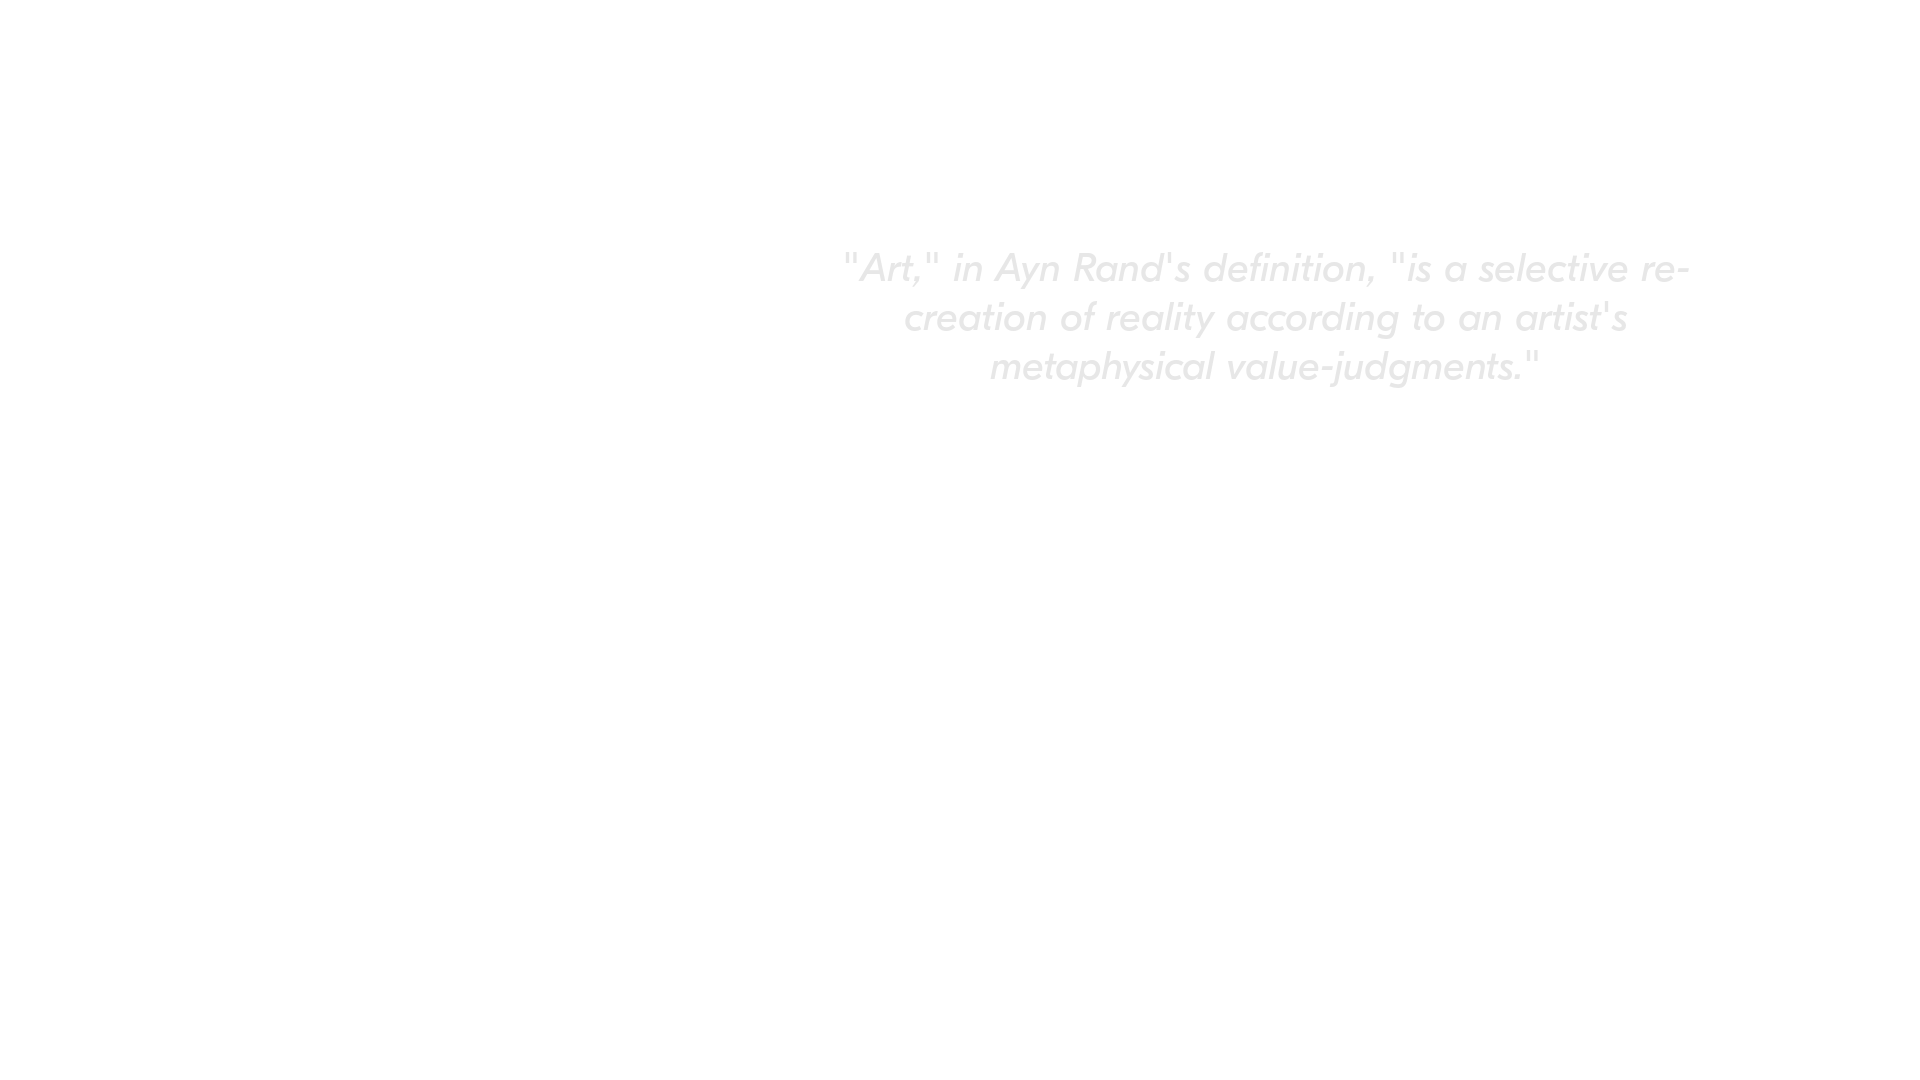 "Art," in Ayn Rand's definition, "is a selective re-
creation of reality according to an artist's
metaphysical value-judgments."